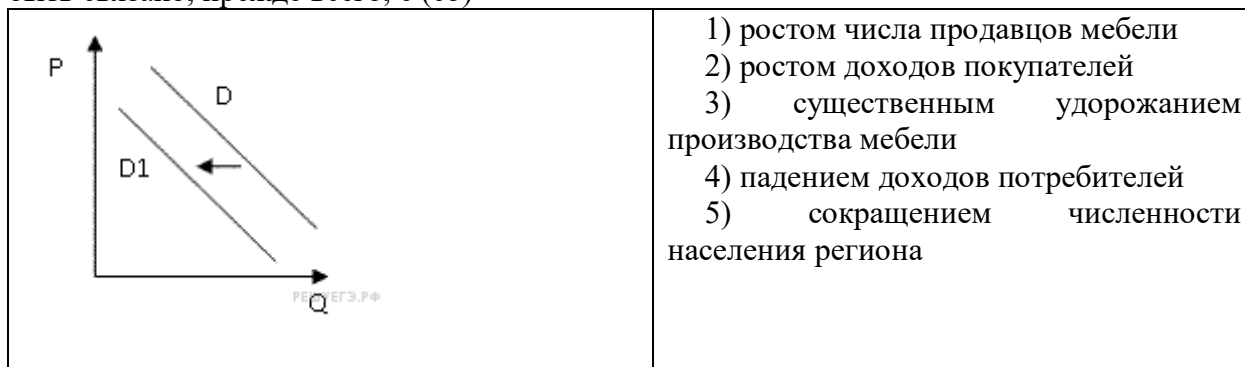 P
D
D1
Q
РЕШУЕГЭ.РФ
1) ростом числа продавцов мебели
2) ростом доходов покупателей
3) существенным удорожанием
производства мебели
4) падением доходов потребителей
5) сокращением численности
населения региона